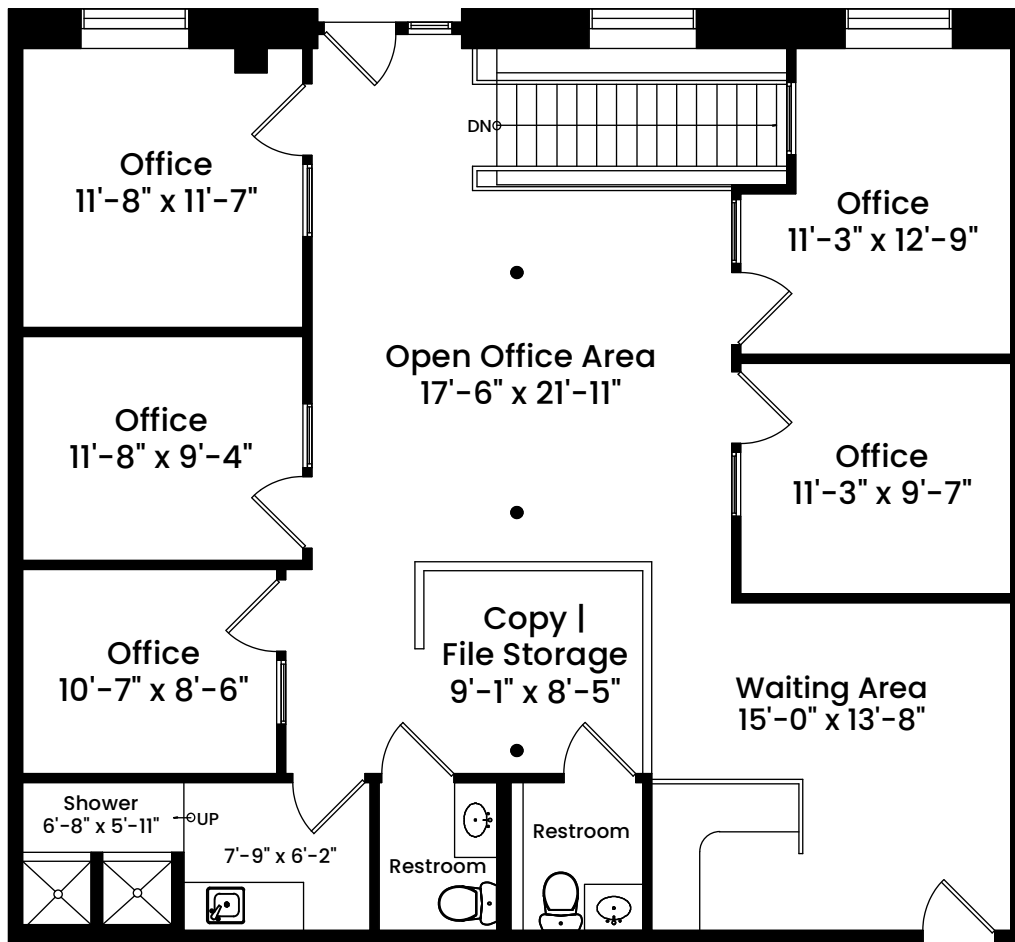 DN
Office
11'-8" x 11'-7"
Office
11'-3" x 12'-9"
Open Office Area
17'-6" x 21'-11"
Office
11'-8" x 9'-4"
Office
11'-3" x 9'-7"
Copy |
File Storage
9'-1" x 8'-5"
Office
10'-7" x 8'-6"
Waiting Area
15'-0" x 13'-8"
Shower
6'-8" x 5'-11"
UP
7'-9" x 6'-2"
Restroom
Restroom